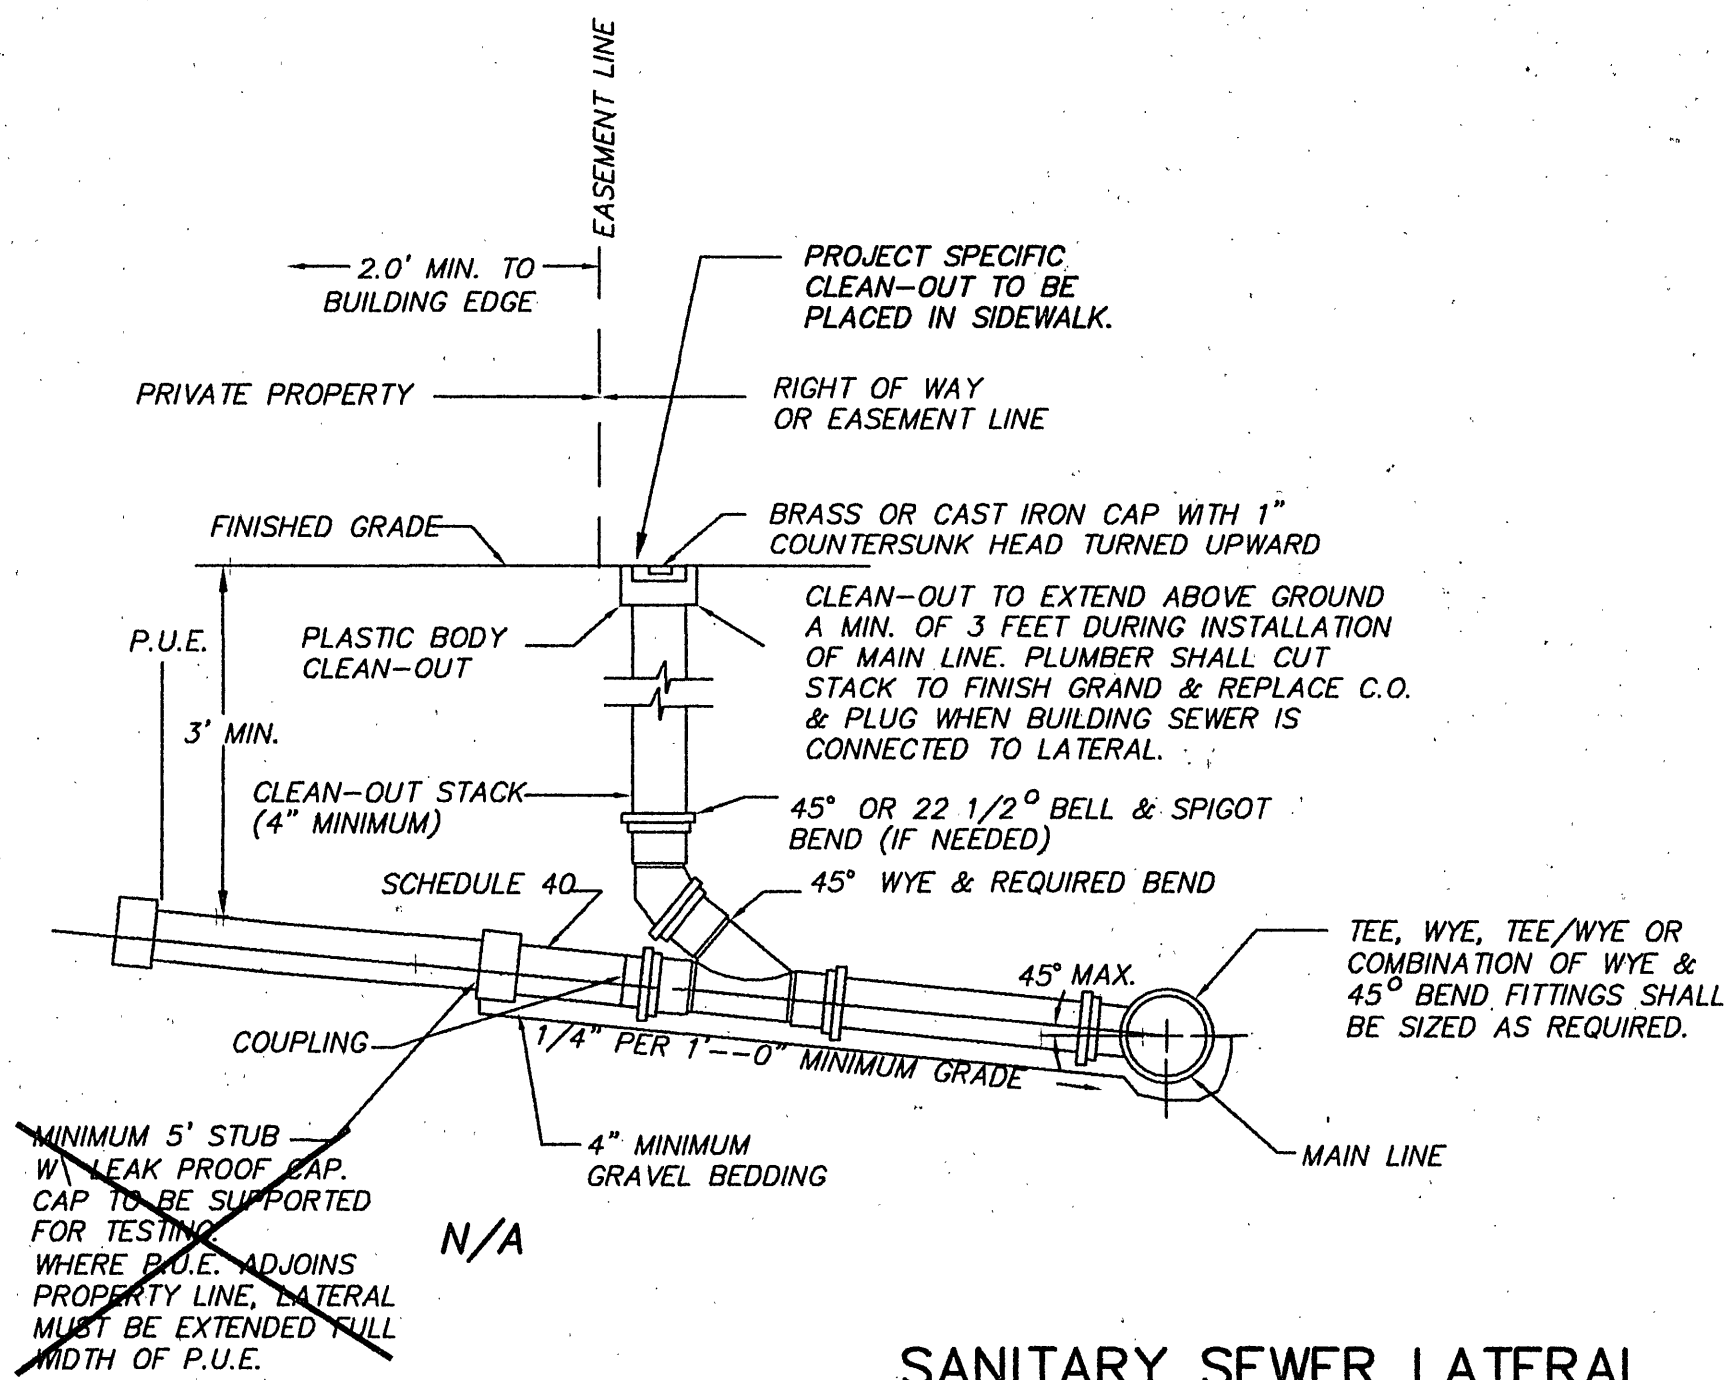 EASEMENT LINE
2.0' MIN. TO
BUILDING EDGE
PROJECT SPECIFIC
CLEAN-OUT TO BE
PLACED IN SIDEWALK.
PRIVATE PROPERTY
RIGHT OF WAY
OR EASEMENT LINE
FINISHED GRADE
BRASS OR CAST IRON CAP WITH 1"
COUNTERSUNK HEAD TURNED UPWARD
P.U.E.
PLASTIC BODY
CLEAN-OUT
CLEAN-OUT TO EXTEND ABOVE GROUND
A MIN. OF 3 FEET DURING INSTALLATION
OF MAIN LINE. PLUMBER SHALL CUT
STACK TO FINISH GRAND & REPLACE C.O.
& PLUG WHEN BUILDING SEWER IS
CONNECTED TO LATERAL.
3' MIN.
CLEAN-OUT STACK
(4" MINIMUM)
45° OR 22 1/2° BELL & SPIGOT
BEND (IF NEEDED)
SCHEDULE 40
45° WYE & REQUIRED BEND
45° MAX.
TEE, WYE, TEE/WYE OR
COMBINATION OF WYE &
45° BEND FITTINGS SHALL
BE SIZED AS REQUIRED.
COUPLING
1/4" PER 1'--0" MINIMUM GRADE
MINIMUM 5' STUB
W\ LEAK PROOF CAP.
CAP TO BE SUPPORTED
FOR TESTING.
WHERE P.U.E. ADJOINS
PROPERTY LINE, LATERAL
MUST BE EXTENDED FULL
WIDTH OF P.U.E.
4" MINIMUM
GRAVEL BEDDING
MAIN LINE
N/A
SANITARY SEWER LATERAL